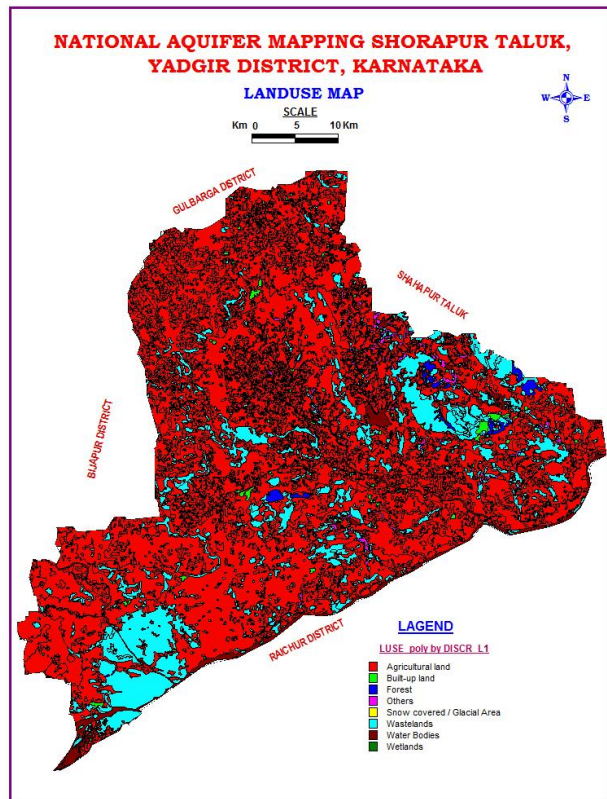 NATIONAL AQUIFER MAPPING SHORAPUR TALUK,
YADGIR DISTRICT, KARNATAKA
LANDUSE MAP
SCALE
Km 0 5 10 Km
N
W E
S
GULBARGA DISTRICT
SHAHAPUR TALUK
BIJAPUR DISTRICT
RAICHUR DISTRICT
LAGEND
LUSE_poly by DISCR_L1
Agricultural land
Built-up land
Forest
Others
Snow covered / Glacial Area
Wastelands
Water Bodies
Wetlands